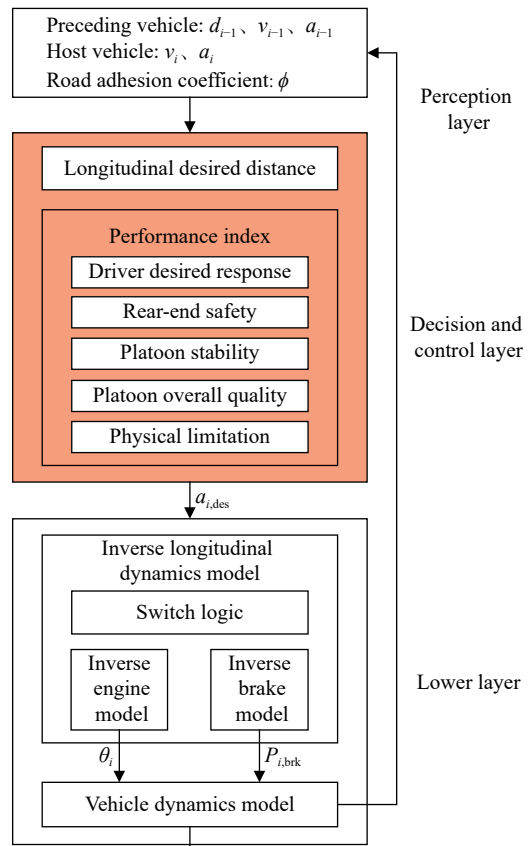 Preceding vehicle: d_{i−1}、v_{i−1}、a_{i−1}
Host vehicle: v_i、a_i
Road adhesion coefficient: ϕ
Perception
layer
Longitudinal desired distance
Performance index
Driver desired response
Rear-end safety
Platoon stability
Platoon overall quality
Physical limitation
Decision and
control layer
a_{i,des}
Inverse longitudinal
dynamics model
Switch logic
Inverse
engine
model
Inverse
brake
model
Lower layer
θ_i
P_{i,brk}
Vehicle dynamics model